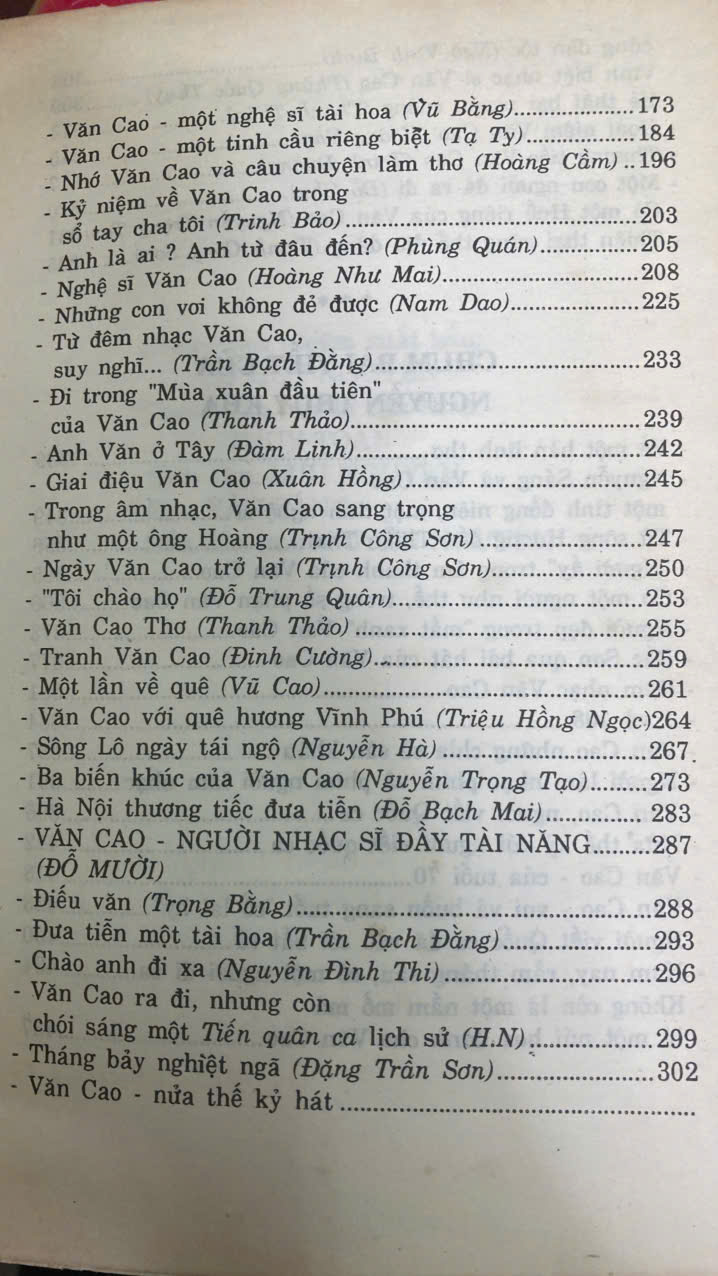 - Văn Cao - một nghệ sĩ tài hoa (Vũ Bằng)....................173
- Văn Cao - một tinh cầu riêng biệt (Tạ Ty)..................184
- Nhớ Văn Cao và câu chuyện làm thơ (Hoàng Cầm) ..196
- Kỷ niệm về Văn Cao trong
sổ tay cha tôi (Trinh Bảo) ................................................203
- Anh là ai ? Anh từ đâu đến? (Phùng Quán)................205
- Nghệ sĩ Văn Cao (Hoàng Như Mai)................................208
- Những con voi không đẻ được (Nam Dao).....................225
- Từ đêm nhạc Văn Cao,
suy nghĩ... (Trần Bạch Đằng)............................................233
- Đi trong "Mùa xuân đầu tiên"
của Văn Cao (Thanh Thảo)................................................239
- Anh Văn ở Tây (Đàm Linh)...............................................242
- Giai điệu Văn Cao (Xuân Hồng).......................................245
- Trong âm nhạc, Văn Cao sang trọng
như một ông Hoàng (Trịnh Công Sơn) ..........................247
- Ngày Văn Cao trở lại (Trịnh Công Sơn).........................250
- "Tôi chào họ" (Đỗ Trung Quân)..........................................253
- Văn Cao Thơ (Thanh Thảo) ...............................................255
- Tranh Văn Cao (Đinh Cường).............................................259
- Một lần về quê (Vũ Cao).....................................................261
- Văn Cao với quê hương Vĩnh Phú (Triệu Hồng Ngọc)264
- Sông Lô ngày tái ngộ (Nguyễn Hà) ..................................267
- Ba biến khúc của Văn Cao (Nguyễn Trọng Tạo).........273
- Hà Nội thương tiếc đưa tiễn (Đỗ Bạch Mai)................ 283
- VĂN CAO - NGƯỜI NHẠC SĨ ĐẦY TÀI NĂNG.........287
(ĐỖ MƯỜI)
- Điếu văn (Trọng Bằng)...........................................................288
- Đưa tiễn một tài hoa (Trần Bạch Đằng).........................293
- Chào anh đi xa (Nguyễn Đình Thi) ..................................296
- Văn Cao ra đi, nhưng còn
chói sáng một Tiến quân ca lịch sử (H.N)....................299
- Tháng bảy nghiệt ngã (Đặng Trần Sơn).........................302
- Văn Cao - nửa thế kỷ hát .........................................................